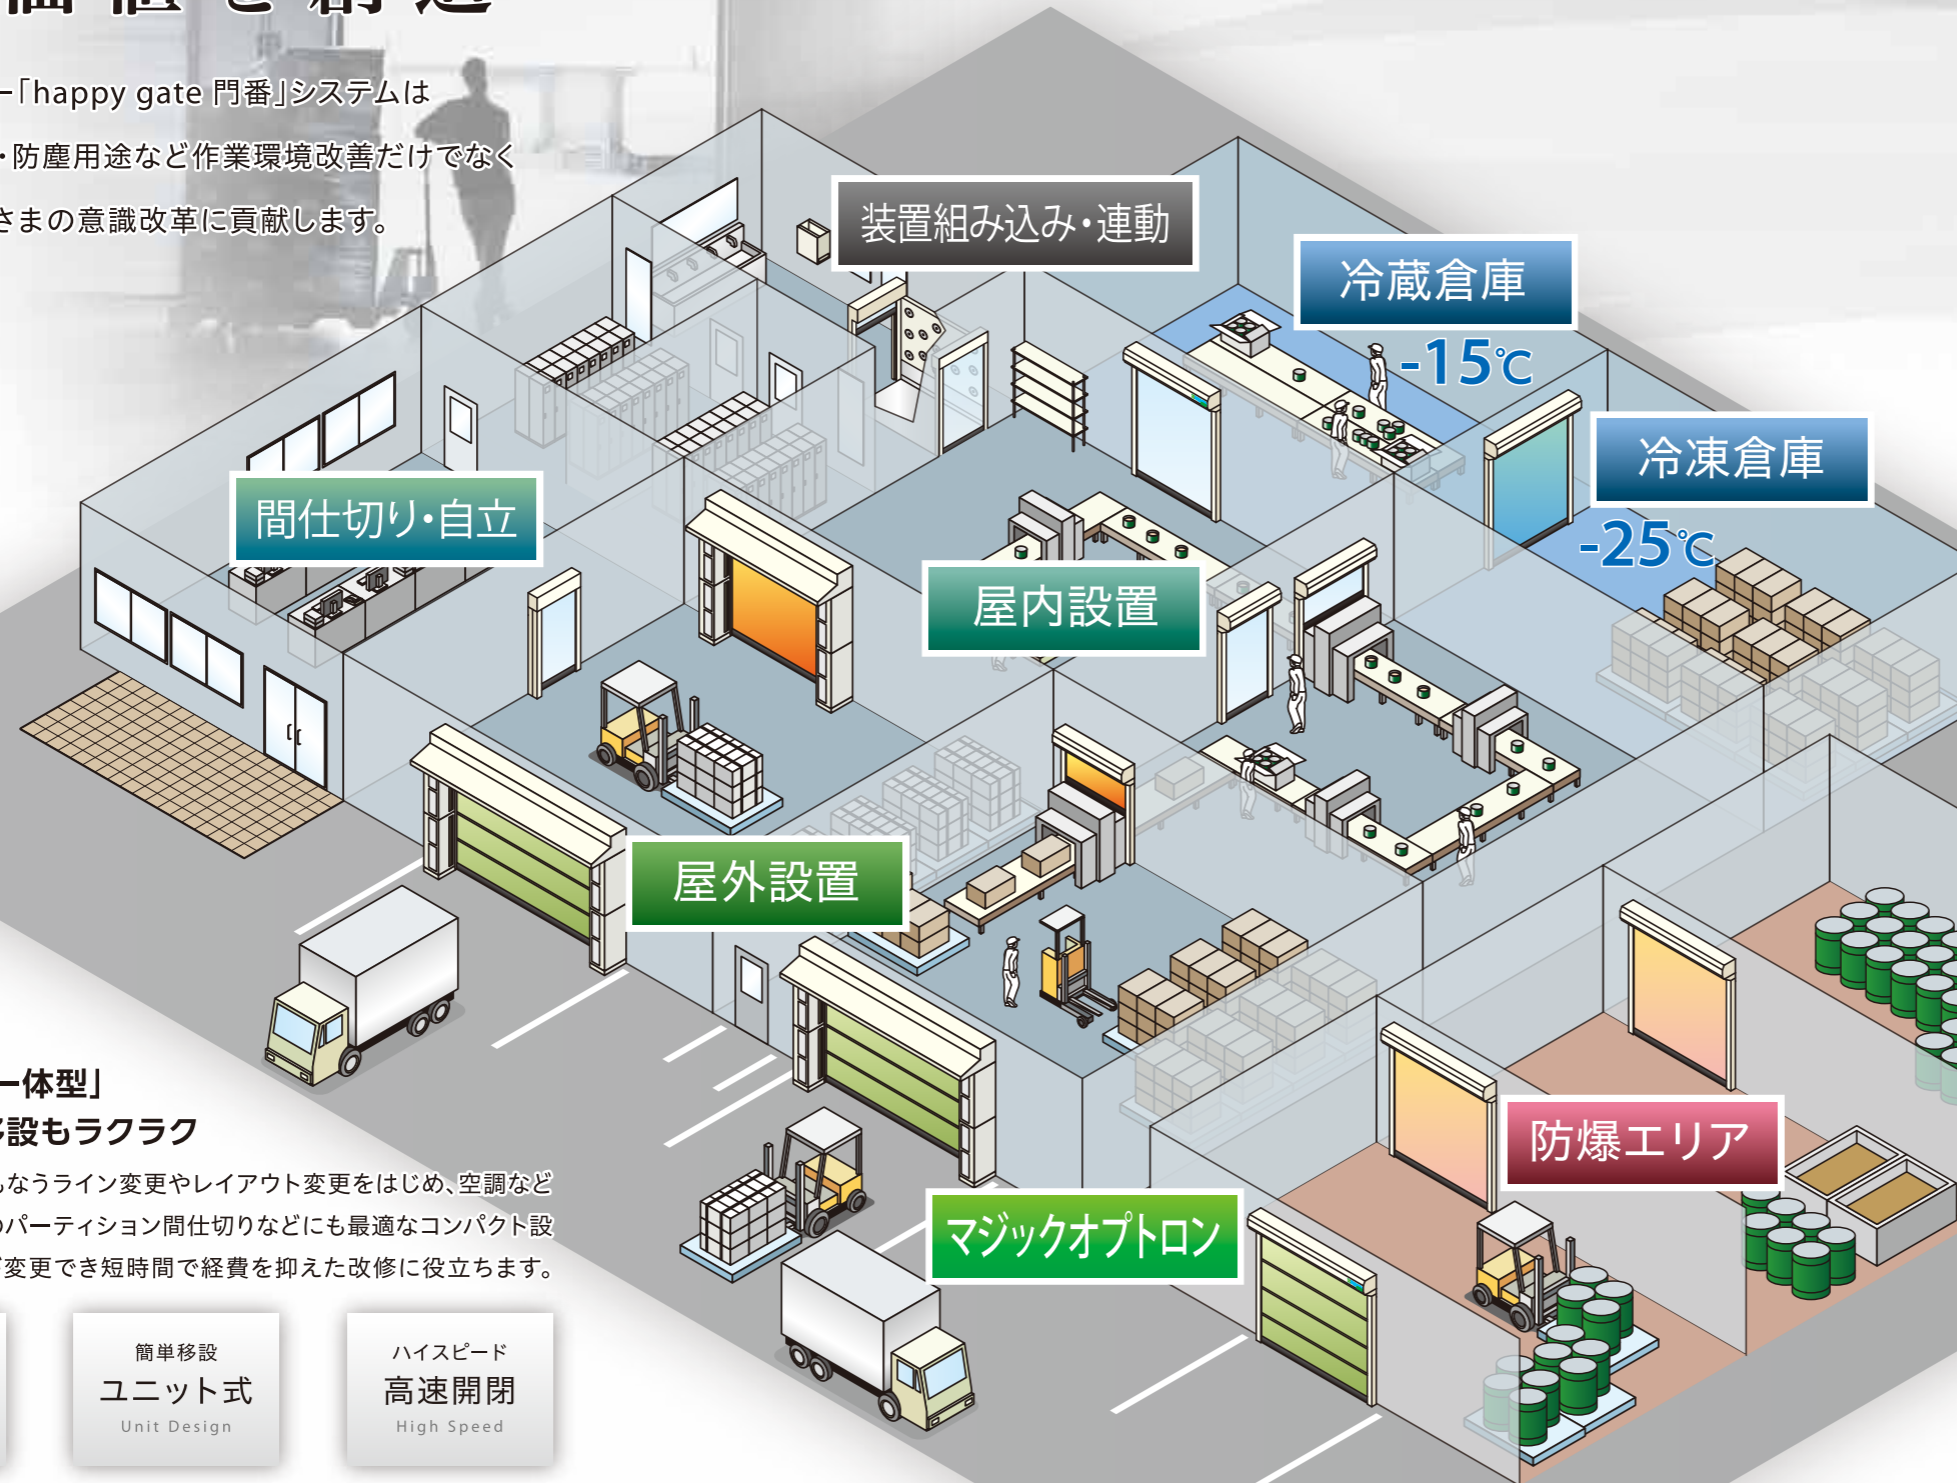 価値を創造
ー「happy gate 門番」システムは
・防塵用途など作業環境改善だけでなく
さまの意識改革に貢献します。
装置組み込み・連動
冷蔵倉庫
-15℃
冷凍倉庫
-25℃
間仕切り・自立
屋内設置
屋外設置
防爆エリア
マジックオプトロン
一体型」
移設もラクラク
もなうライン変更やレイアウト変更をはじめ、空調など
のパーティション間仕切りなどにも最適なコンパクト設
が変更でき短時間で経費を抑えた改修に役立ちます。
簡単移設
ユニット式
Unit Design
ハイスピード
高速開閉
High Speed